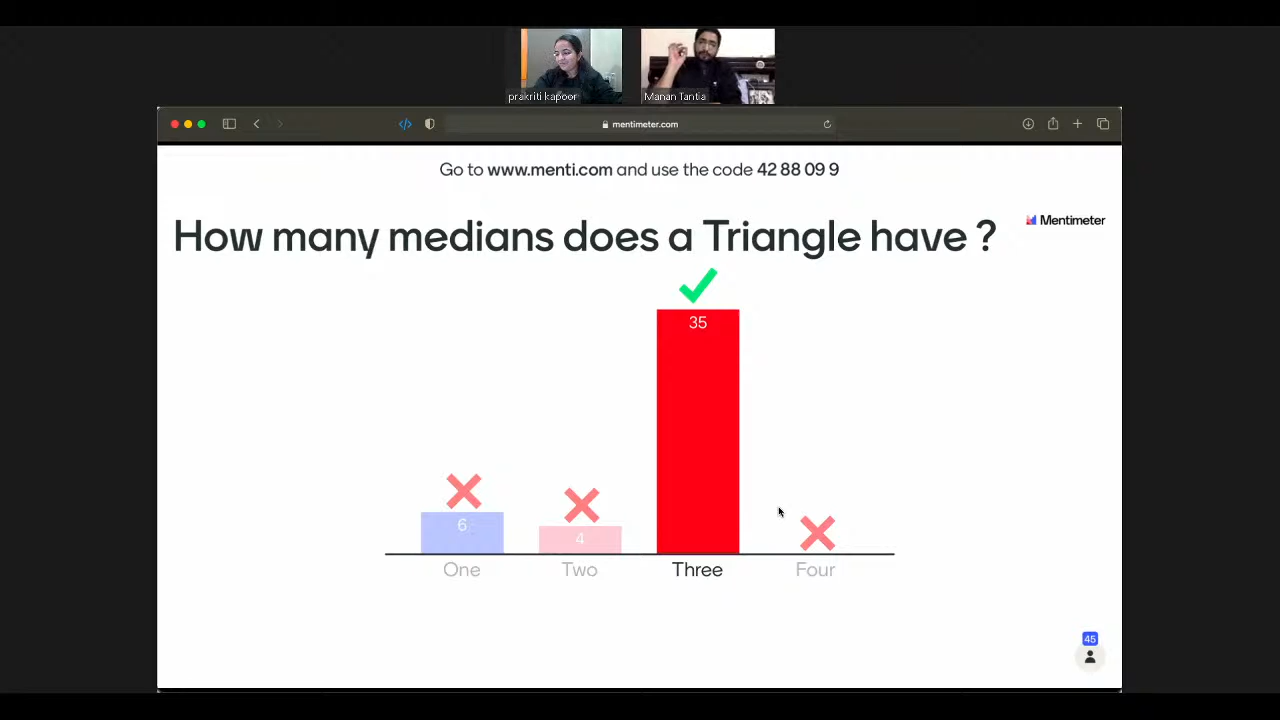 prakriti kapoor
Manan Tantia
mentimeter.com
Go to www.menti.com and use the code 42 88 09 9
How many medians does a Triangle have ?
Mentimeter
35
6
4
One
Two
Three
Four
45